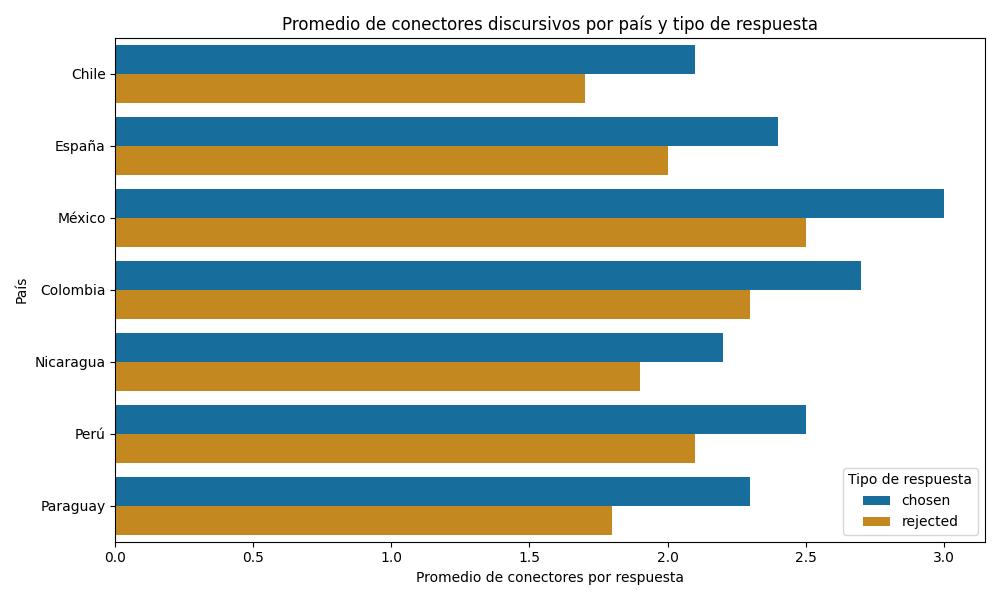 Promedio de conectores discursivos por país y tipo de respuesta
País
Chile
España
México
Colombia
Nicaragua
Perú
Paraguay
Tipo de respuesta
chosen
rejected
0.0 0.5 1.0 1.5 2.0 2.5 3.0
Promedio de conectores por respuesta